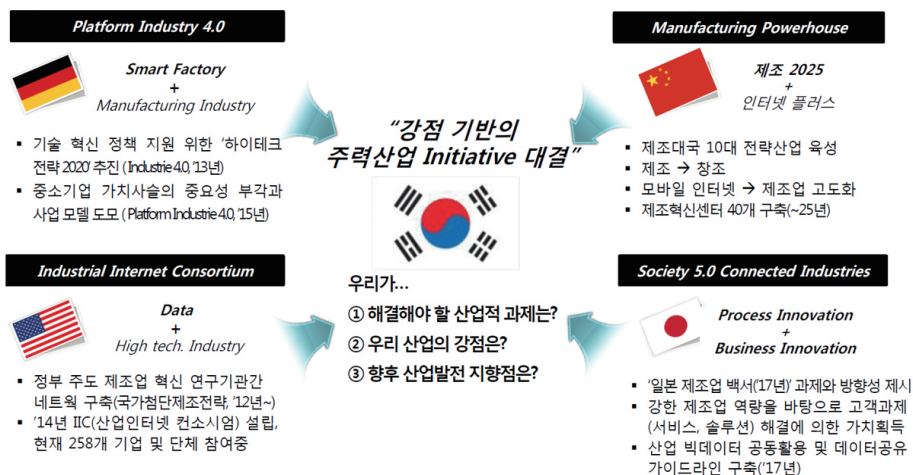 Platform Industry 4.0
Smart Factory
+
Manufacturing Industry
▪ 기술 혁신 정책 지원 위한 ‘하이테크
전략 2020’ 추진 ( Industrie 4.0, ’13년)
▪ 중소기업 가치사슬의 중요성 부각과
사업 모델 도모 ( Platform Industrie 4.0, ’15년)
Manufacturing Powerhouse
제조 2025
+
인터넷 플러스
▪ 제조대국 10대 전략산업 육성
▪ 제조 → 창조
▪ 모바일 인터넷 → 제조업 고도화
▪ 제조혁신센터 40개 구축(~25년)
“강점 기반의
주력산업 Initiative 대결”
우리가...
① 해결해야 할 산업적 과제는?
② 우리 산업의 강점은?
③ 향후 산업발전 지향점은?
Industrial Internet Consortium
Data
+
High tech. Industry
▪ 정부 주도 제조업 혁신 연구기관간
네트웍 구축(국가첨단제조전략, ’12년~)
▪ ’14년 IIC(산업인터넷 컨소시엄) 설립,
현재 258개 기업 및 단체 참여중
Society 5.0 Connected Industries
Process Innovation
+
Business Innovation
▪ ‘일본 제조업 백서(’17년)’ 과제와 방향성 제시
▪ 강한 제조업 역량을 바탕으로 고객과제
(서비스, 솔루션) 해결에 의한 가치획득
▪ 산업 빅데이터 공동활용 및 데이터공유
가이드라인 구축(’17년)